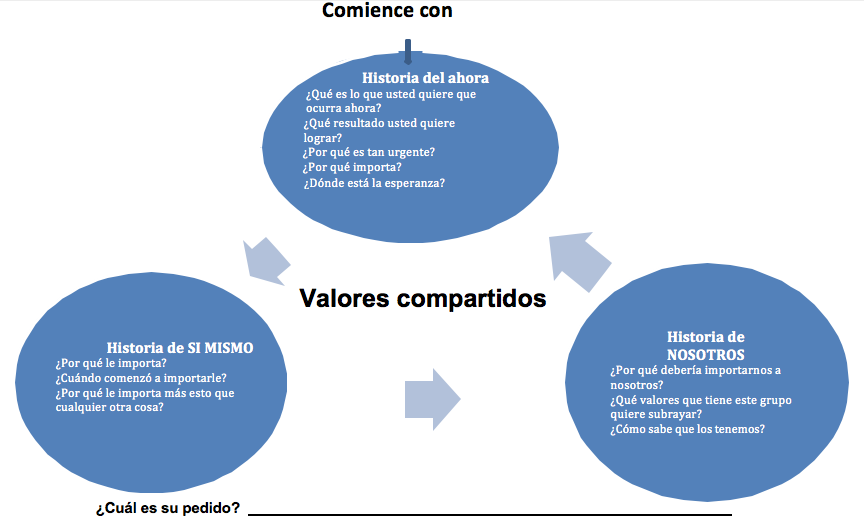 Comience con
Historia del ahora
¿Qué es lo que usted quiere que
ocurra ahora?
¿Qué resultado usted quiere
lograr?
¿Por qué es tan urgente?
¿Por qué importa?
¿Dónde está la esperanza?
Valores compartidos
Historia de SI MISMO
¿Por qué le importa?
¿Cuándo comenzó a importarle?
¿Por qué le importa más esto que
cualquier otra cosa?
Historia de
NOSOTROS
¿Por qué debería importarnos a
nosotros?
¿Qué valores que tiene este grupo
quiere subrayar?
¿Cómo sabe que los tenemos?
¿Cuál es su pedido?